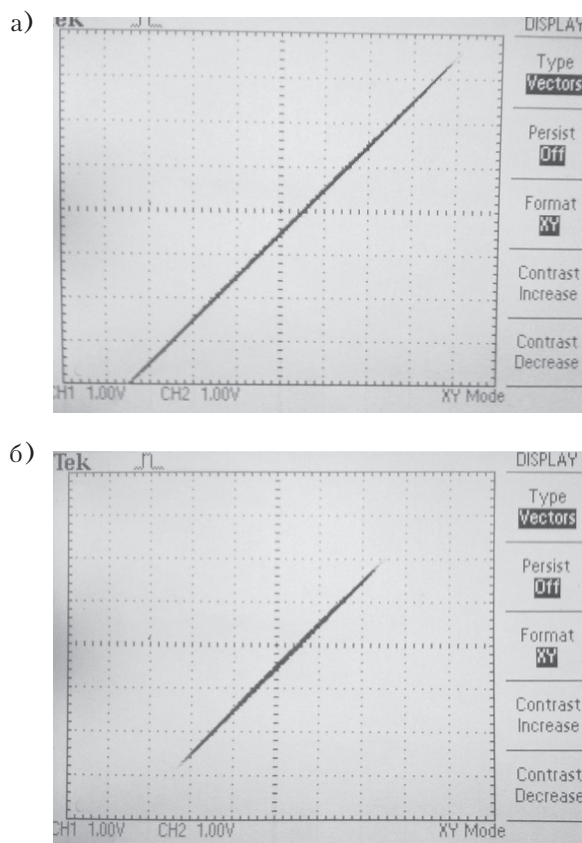 а)
Tek
DISPLAY
Type
Vectors
Persist
Off
Format
XY
Contrast
Increase
Contrast
Decrease
CH1 1.00V CH2 1.00V XY Mode
б)
Tek
DISPLAY
Type
Vectors
Persist
Off
Format
XY
Contrast
Increase
Contrast
Decrease
CH1 1.00V CH2 1.00V XY Mode